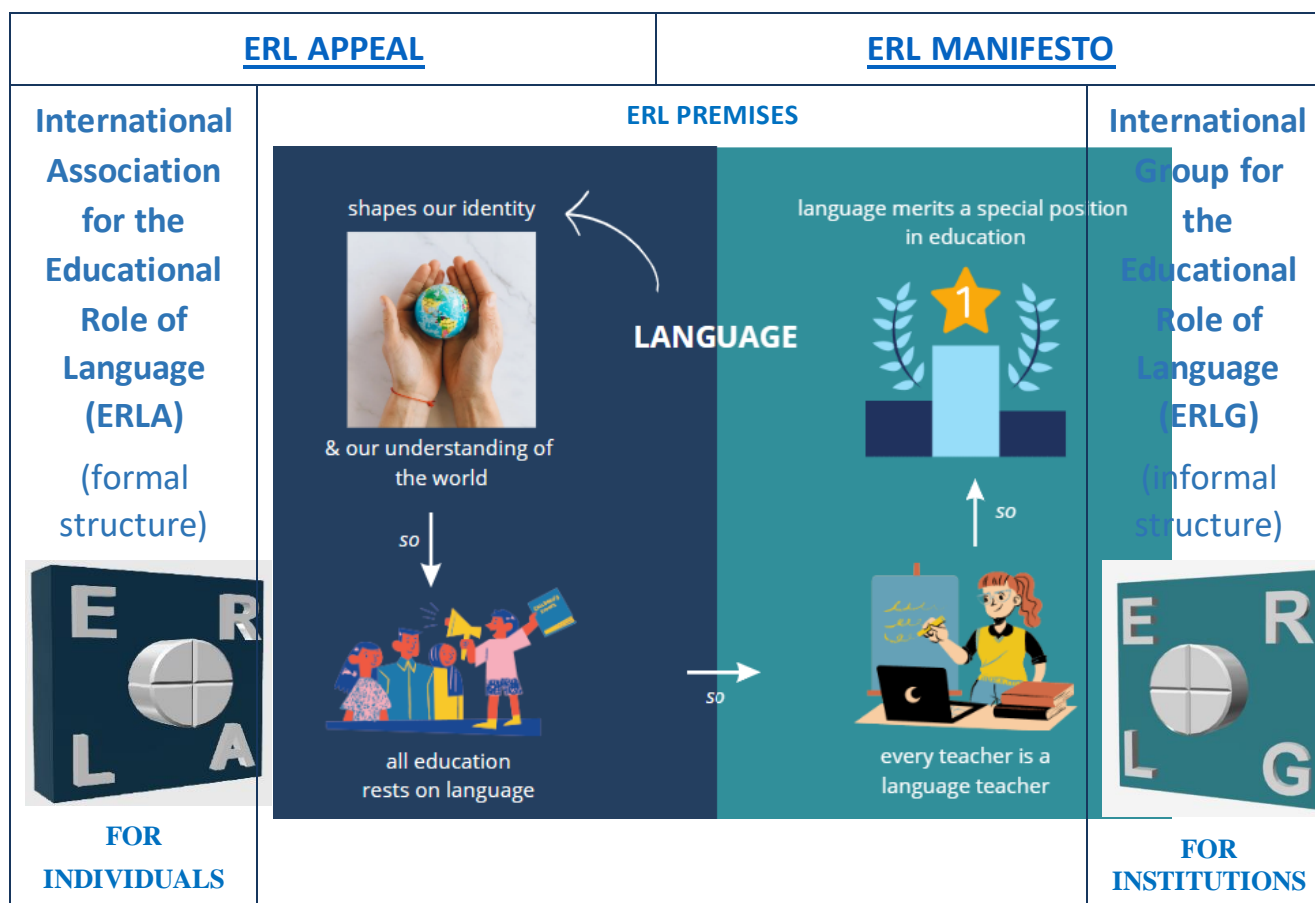 ERL APPEAL
ERL MANIFESTO
International
Association
for the
Educational
Role of
Language
(ERLA)
(formal
structure)
E R
L A
FOR
INDIVIDUALS
ERL PREMISES
LANGUAGE
shapes our identity
& our understanding of
the world
so
all education
rests on language
so
every teacher is a
language teacher
so
language merits a special position
in education
1
International
Group for
the
Educational
Role of
Language
(ERLG)
(informal
structure)
E R
L G
FOR
INSTITUTIONS